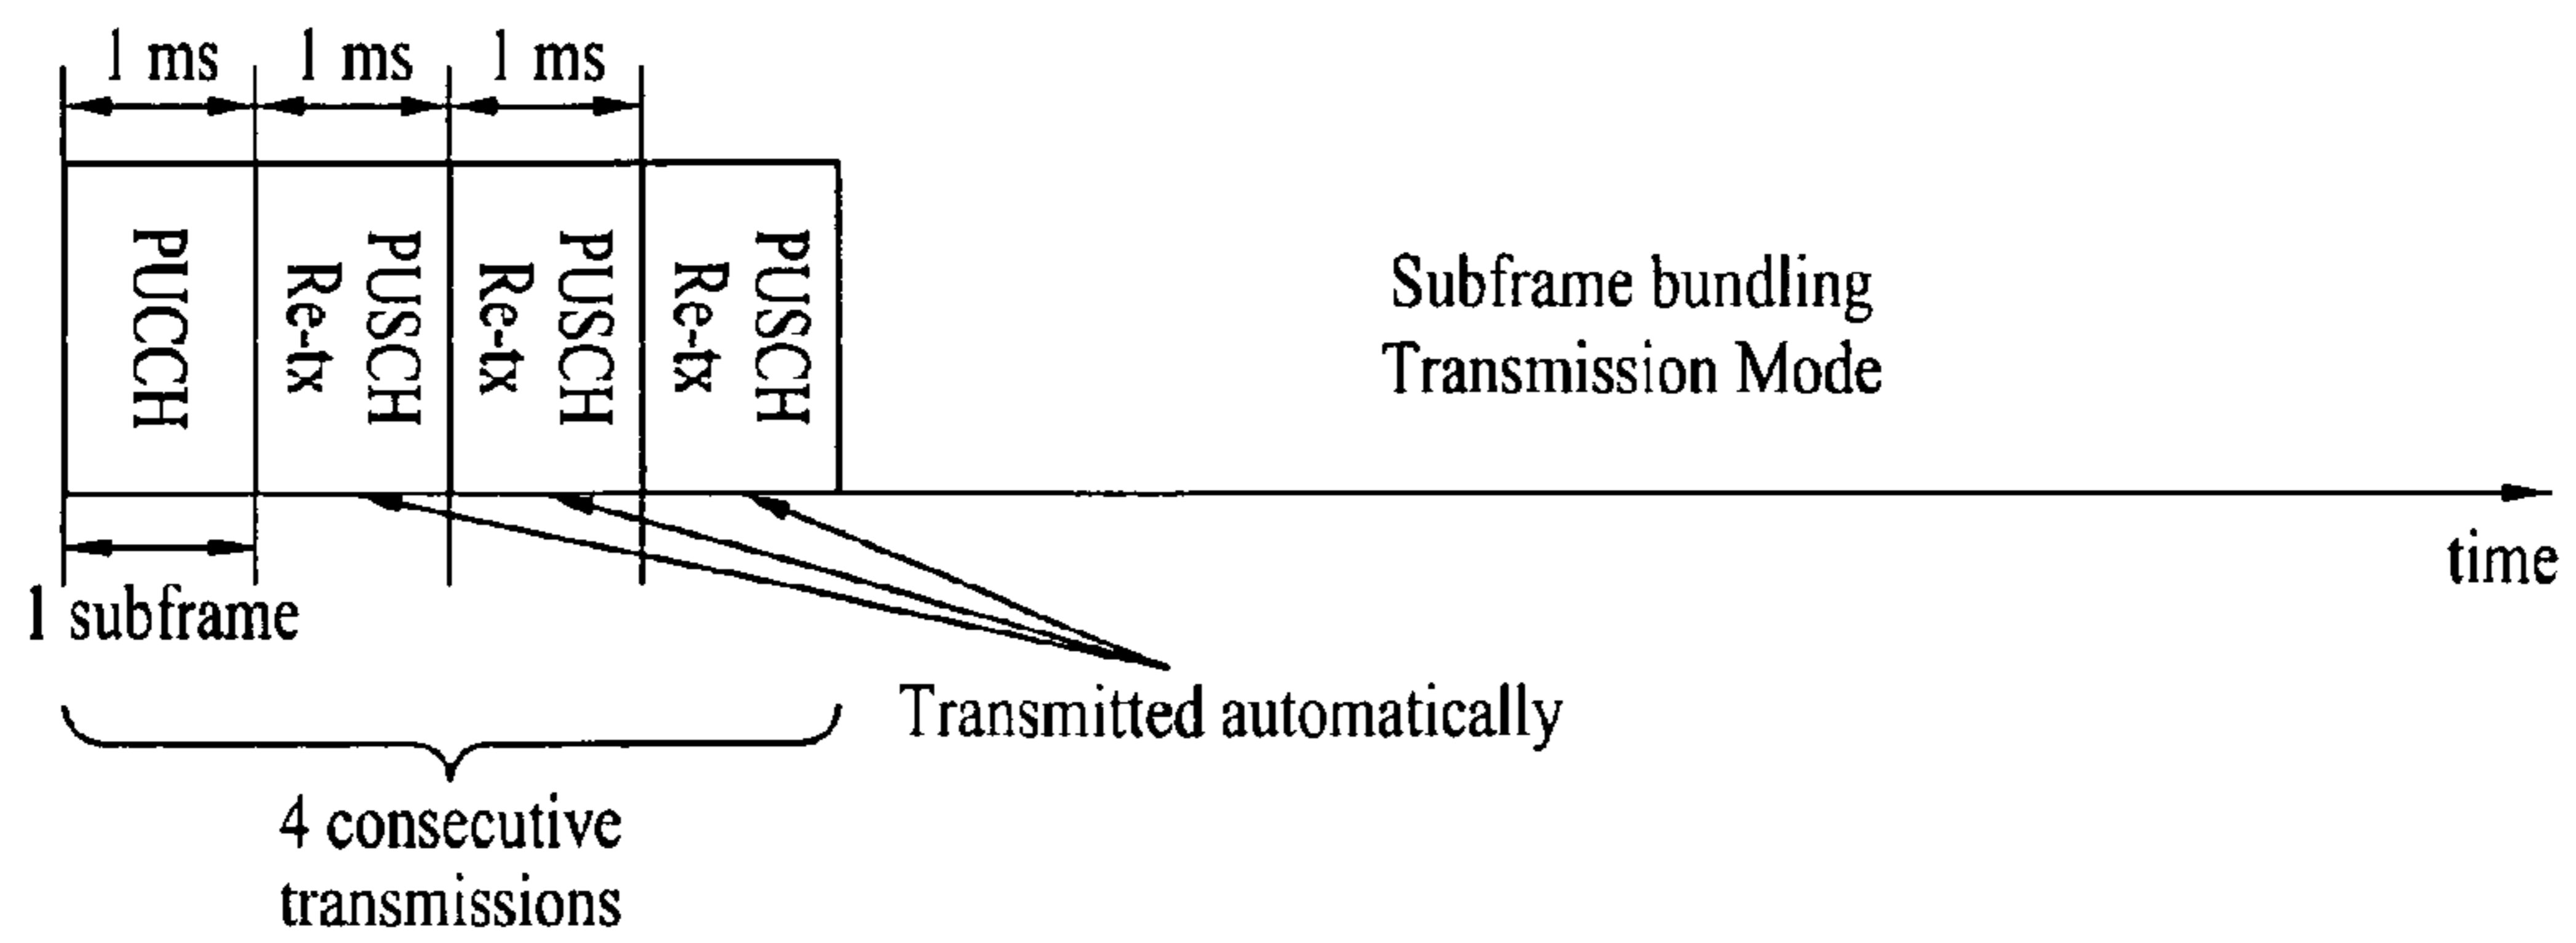 1 ms 1 ms 1 ms
PUCCH
PUSCH
Re-tx
PUSCH
Re-tx
PUSCH
Re-tx
Subframe bundling
Transmission Mode
time
1 subframe
Transmitted automatically
4 consecutive
transmissions